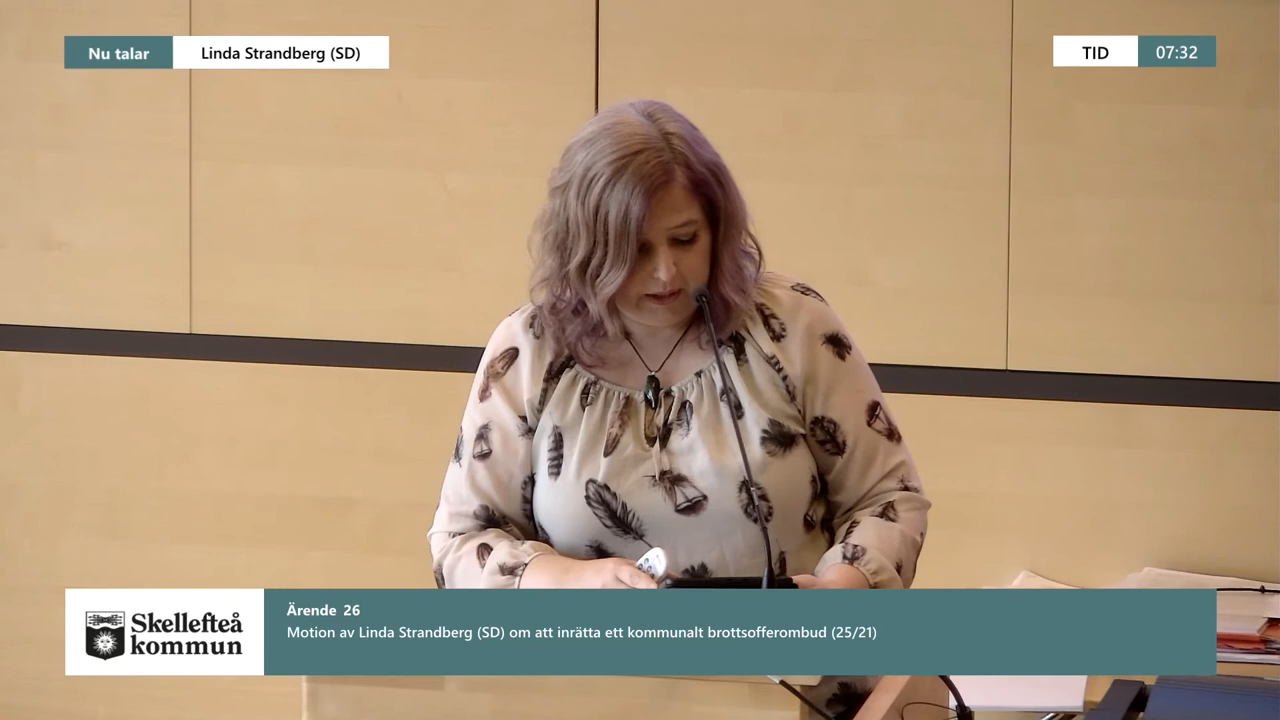 Nu talar Linda Strandberg (SD)
TID 07:32
Skellefteå
kommun
Ärende 26
Motion av Linda Strandberg (SD) om att inrätta ett kommunalt brottsofferombud (25/21)